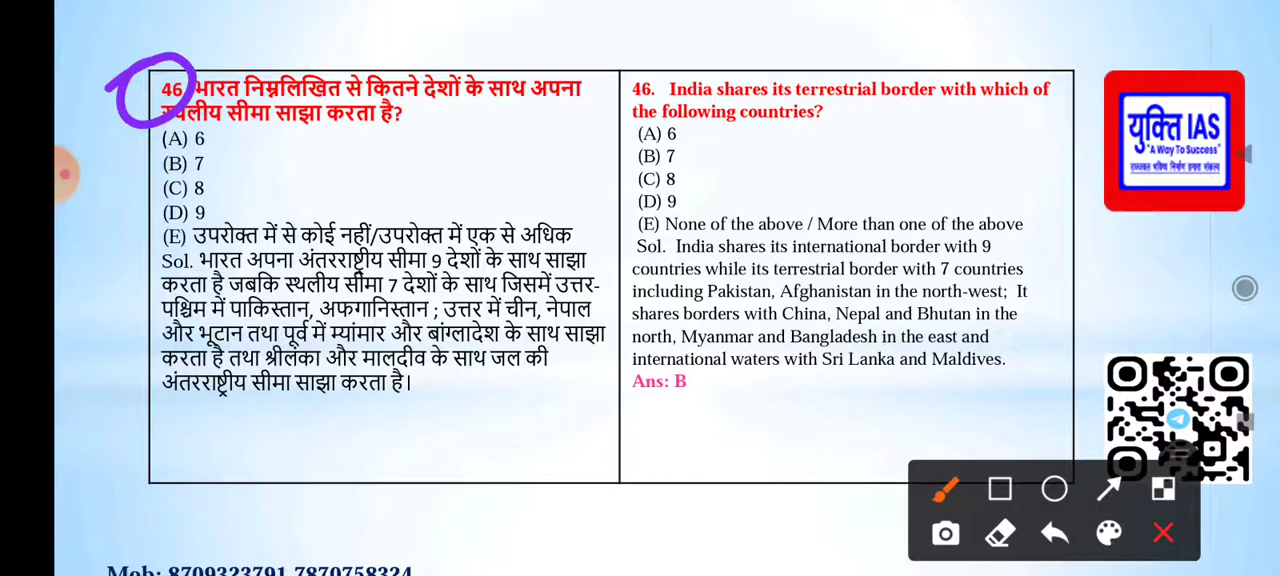 46. भारत निम्नलिखित से कितने देशों के साथ अपना
स्थलीय सीमा साझा करता है?
(A) 6
(B) 7
(C) 8
(D) 9
(E) उपरोक्त में से कोई नहीं/उपरोक्त में एक से अधिक
Sol. भारत अपना अंतरराष्ट्रीय सीमा 9 देशों के साथ साझा
करता है जबकि स्थलीय सीमा 7 देशों के साथ जिसमें उत्तर-
पश्चिम में पाकिस्तान, अफगानिस्तान ; उत्तर में चीन, नेपाल
और भूटान तथा पूर्व में म्यांमार और बांग्लादेश के साथ साझा
करता है तथा श्रीलंका और मालदीव के साथ जल की
अंतरराष्ट्रीय सीमा साझा करता है।
46. India shares its terrestrial border with which of
the following countries?
(A) 6
(B) 7
(C) 8
(D) 9
(E) None of the above / More than one of the above
Sol. India shares its international border with 9
countries while its terrestrial border with 7 countries
including Pakistan, Afghanistan in the north-west; It
shares borders with China, Nepal and Bhutan in the
north, Myanmar and Bangladesh in the east and
international waters with Sri Lanka and Maldives.
Ans: B
युक्ति IAS
"A Way To Success"
भविष्य निर्माण हमारा संकल्प
Mob: 8709323791,7870758324